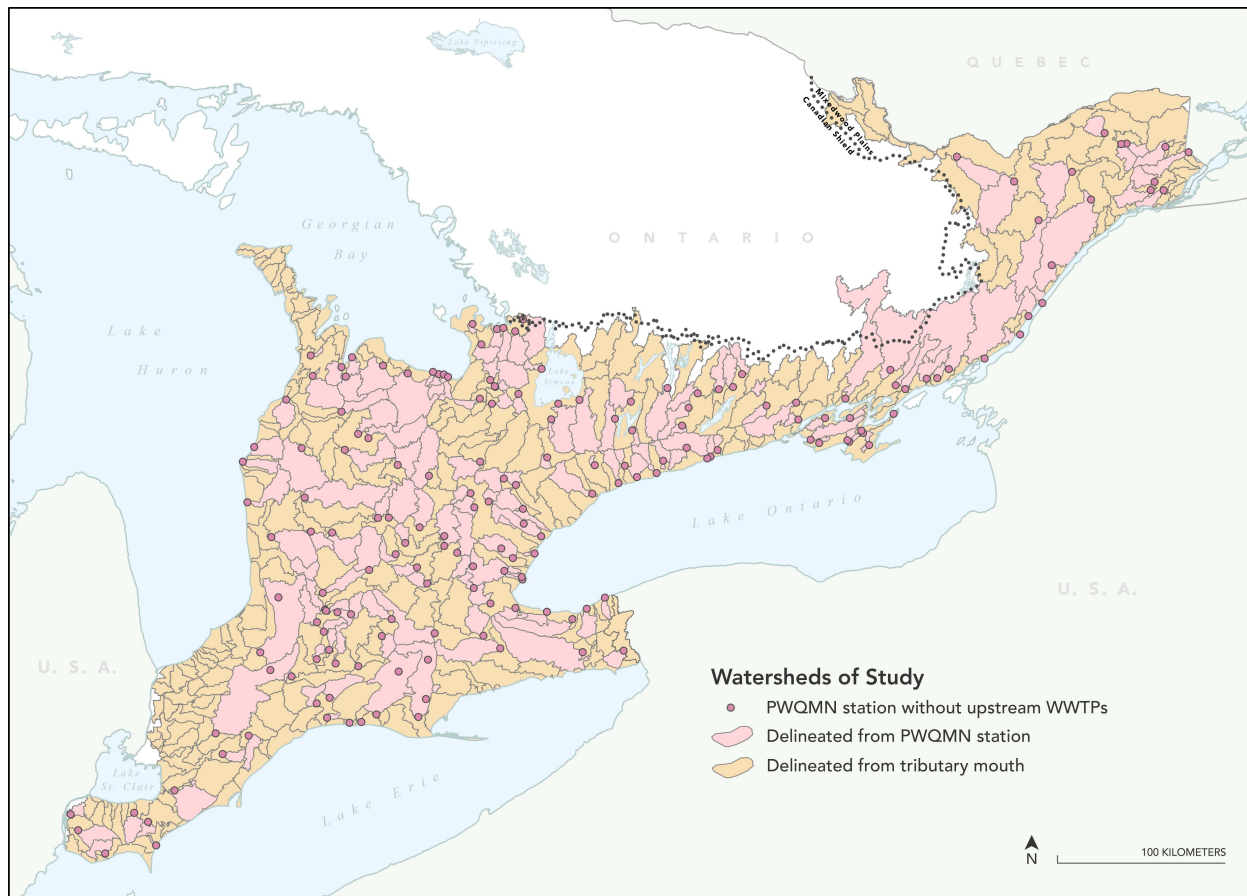 Lake Nipissing
QUEBEC
Mixedwood Plains
Canadian Shield
Georgian
Bay
ONTARIO
Lake
Huron
Lake
Simcoe
Lake Ontario
U. S. A.
U. S. A.
Watersheds of Study
PWQMN station without upstream WWTPs
Delineated from PWQMN station
Delineated from tributary mouth
Lake
St. Clair
Lake Erie
N
100 KILOMETERS